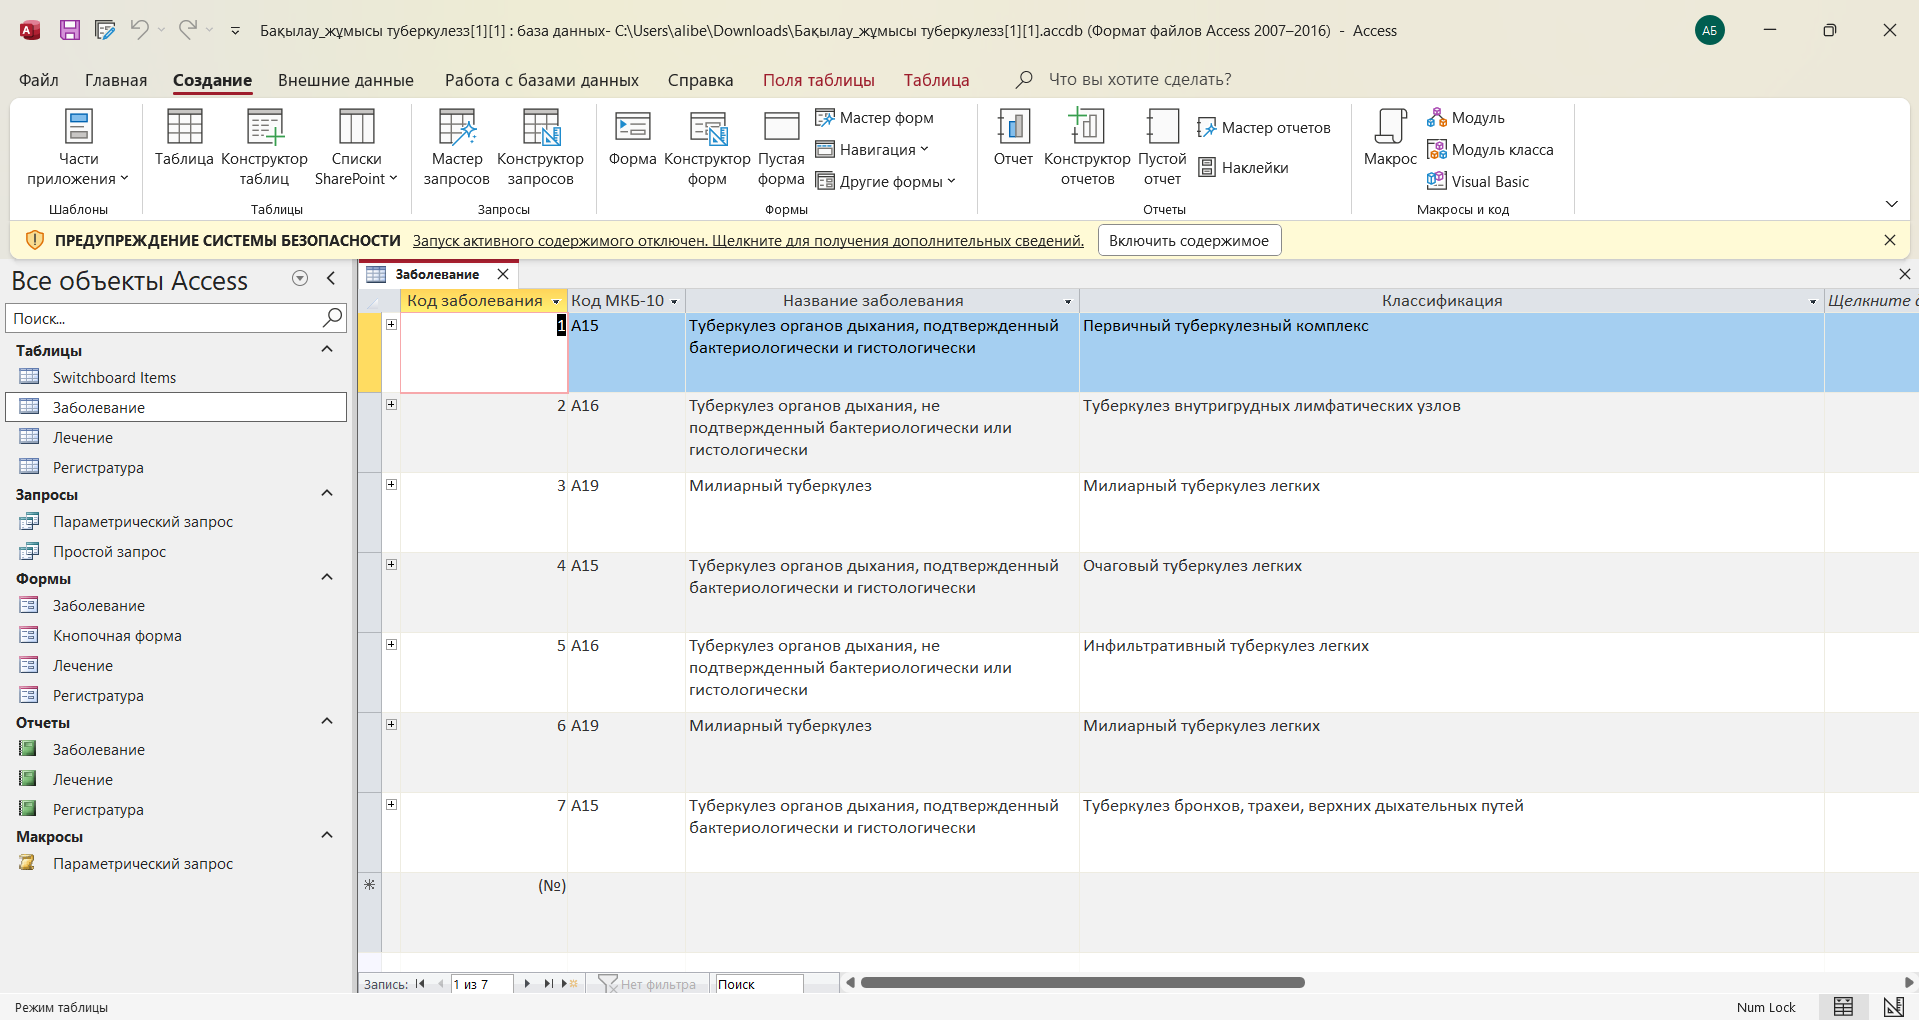 Бақылау_жұмысы туберкулезз[1][1] : база данных- C:\Users\alibe\Downloads\Бақылау_жұмысы туберкулезз[1][1].accdb (Формат файлов Access 2007–2016) - Access
АБ
Файл Главная Создание Внешние данные Работа с базами данных Справка Поля таблицы Таблица Что вы хотите сделать?
Части приложения
Шаблоны
Таблица
Конструктор таблиц
Списки SharePoint
Таблицы
Мастер запросов
Конструктор запросов
Запросы
Форма
Конструктор форм
Пустая форма
Мастер форм
Навигация
Другие формы
Формы
Отчет
Конструктор отчетов
Пустой отчет
Мастер отчетов
Наклейки
Отчеты
Макрос
Модуль
Модуль класса
Visual Basic
Макросы и код
ПРЕДУПРЕЖДЕНИЕ СИСТЕМЫ БЕЗОПАСНОСТИ Запуск активного содержимого отключен. Щелкните для получения дополнительных сведений. Включить содержимое
Все объекты Access
Поиск...
Таблицы
Switchboard Items
Заболевание
Лечение
Регистратура
Запросы
Параметрический запрос
Простой запрос
Формы
Заболевание
Кнопочная форма
Лечение
Регистратура
Отчеты
Заболевание
Лечение
Регистратура
Макросы
Параметрический запрос
Заболевание
Код заболевания Код МКБ-10 Название заболевания Классификация Щелкните
1 А15 Туберкулез органов дыхания, подтвержденный Первичный туберкулезный комплекс
бактериологически и гистологически
2 А16 Туберкулез органов дыхания, не Туберкулез внутригрудных лимфатических узлов
подтвержденный бактериологически или
гистологически
3 А19 Милиарный туберкулез Милиарный туберкулез легких
4 А15 Туберкулез органов дыхания, подтвержденный Очаговый туберкулез легких
бактериологически и гистологически
5 А16 Туберкулез органов дыхания, не Инфильтративный туберкулез легких
подтвержденный бактериологически или
гистологически
6 А19 Милиарный туберкулез Милиарный туберкулез легких
7 А15 Туберкулез органов дыхания, подтвержденный Туберкулез бронхов, трахеи, верхних дыхательных путей
бактериологически и гистологически
(№)
Запись: 1 из 7 Нет фильтра Поиск
Режим таблицы Num Lock